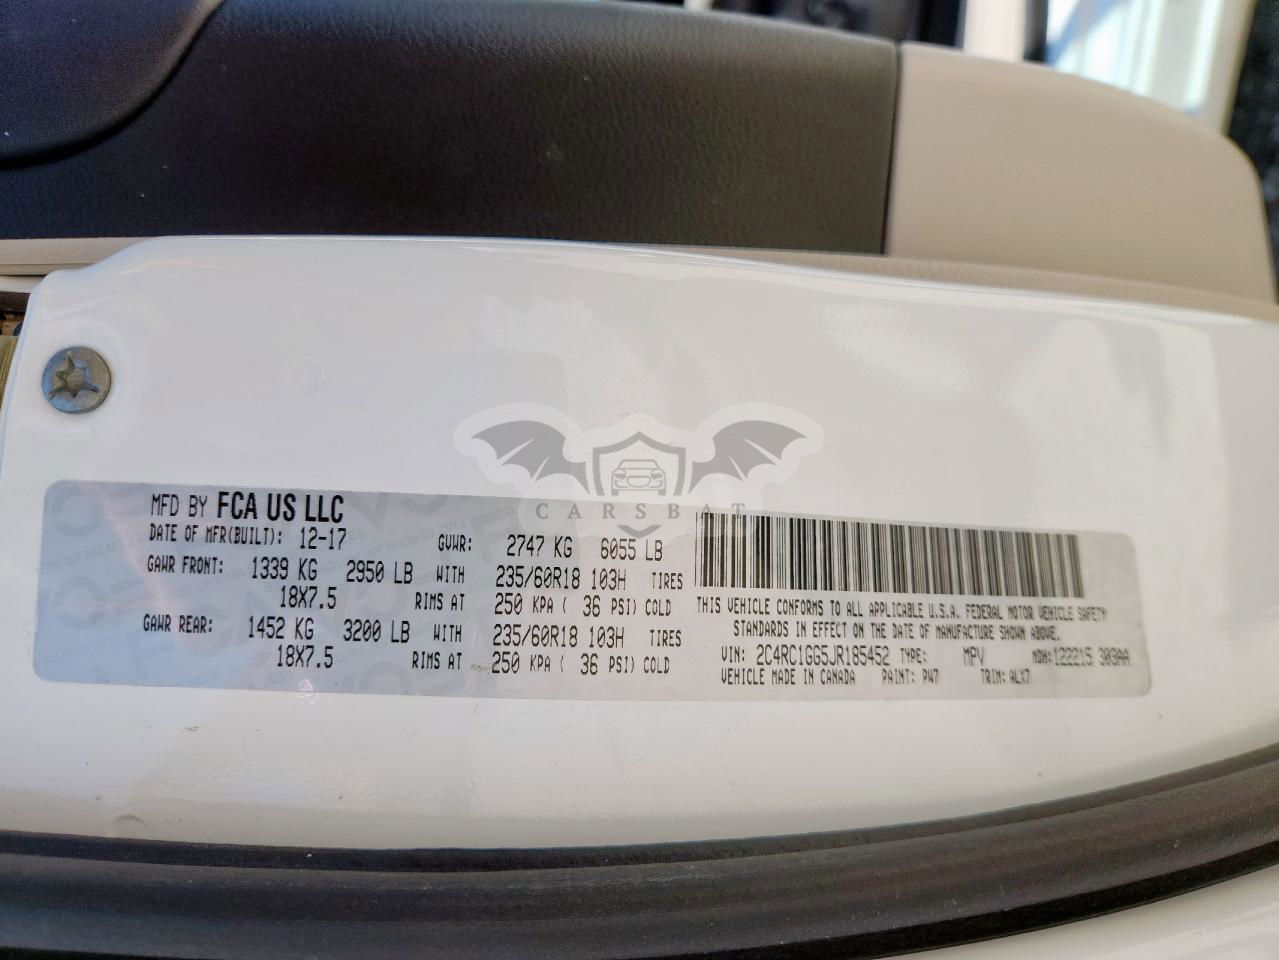 CARSBAT
MFD BY FCA US LLC
DATE OF MFR(BUILT): 12-17 GVWR: 2747 KG 6055 LB
GAWR FRONT: 1339 KG 2950 LB WITH 235/60R18 103H TIRES
18X7.5 RIMS AT 250 KPA ( 36 PSI) COLD
GAWR REAR: 1452 KG 3200 LB WITH 235/60R18 103H TIRES
18X7.5 RIMS AT 250 KPA ( 36 PSI) COLD
THIS VEHICLE CONFORMS TO ALL APPLICABLE U.S.A. FEDERAL MOTOR VEHICLE SAFETY
STANDARDS IN EFFECT ON THE DATE OF MANUFACTURE SHOWN ABOVE.
VIN: 2C4RC1GG5JR185452 TYPE: MPV MDH:122215 303AA
VEHICLE MADE IN CANADA PAINT: PW7 TRIM: ALX7